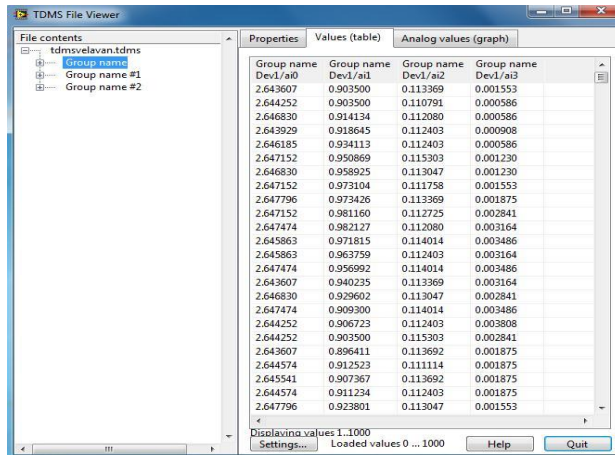 TDMS File Viewer
File contents
tdmsvelavan.tdms
Group name
Group name #1
Group name #2
Properties Values (table) Analog values (graph)
Group name Group name Group name Group name
Dev1/ai0 Dev1/ai1 Dev1/ai2 Dev1/ai3
2.643607 0.903500 0.113369 0.001553
2.644252 0.903500 0.110791 0.000586
2.646830 0.914134 0.112080 0.000586
2.643929 0.918645 0.112403 0.000908
2.646185 0.934113 0.112403 0.000586
2.647152 0.950869 0.115303 0.001230
2.646830 0.958925 0.113047 0.001230
2.647152 0.973104 0.111758 0.001553
2.647796 0.973426 0.113369 0.001875
2.647152 0.981160 0.112725 0.002841
2.647474 0.982127 0.112080 0.003164
2.645863 0.971815 0.114014 0.003486
2.645863 0.963759 0.112403 0.003164
2.647474 0.956992 0.114014 0.003486
2.643607 0.940235 0.113369 0.003164
2.646830 0.929602 0.113047 0.002841
2.647474 0.909300 0.114014 0.003486
2.644252 0.906723 0.112403 0.003808
2.644252 0.903500 0.115303 0.002841
2.643607 0.896411 0.113692 0.001875
2.644574 0.912523 0.111114 0.001875
2.645541 0.907367 0.113692 0.001875
2.644574 0.911234 0.112403 0.001875
2.647796 0.923801 0.113047 0.001553
Displaying values 1..1000
Settings... Loaded values 0 ... 1000 Help Quit